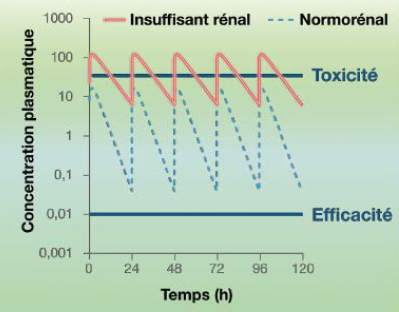 Insuffisant rénal
Normorénal
1000
100
10
1
0,1
0,01
0,001
Concentration plasmatique
Toxicité
Efficacité
0 24 48 72 96 120
Temps (h)